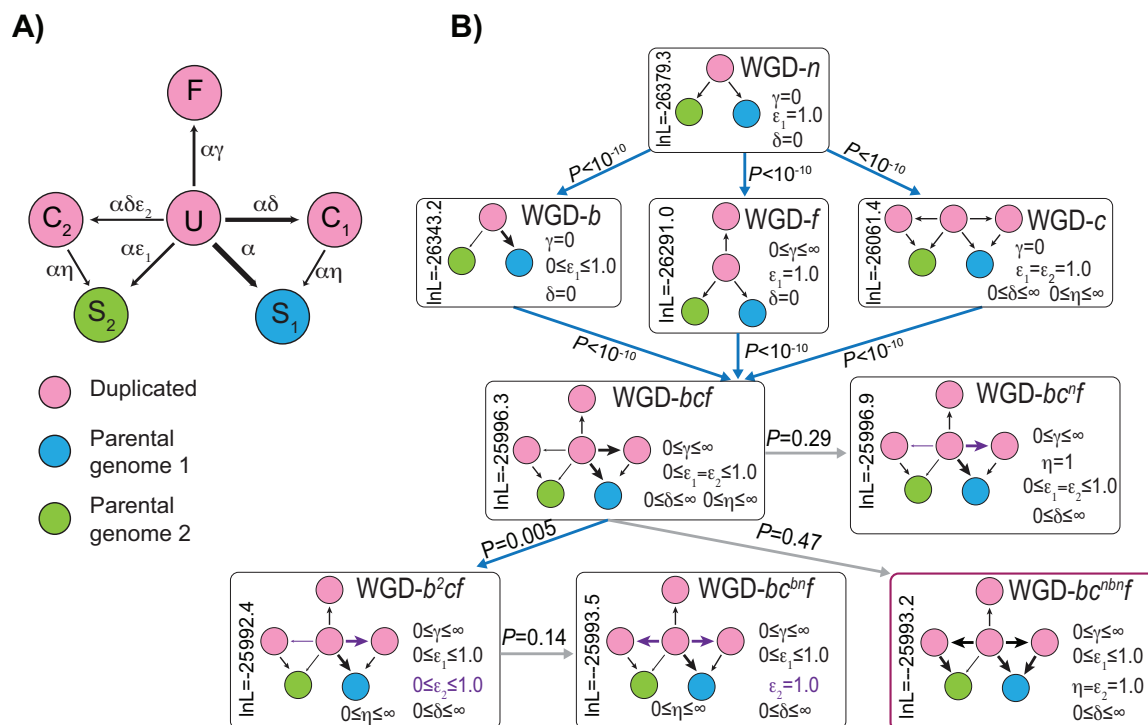 A)
F
αγ
C₂
αδε₂
U
αδ
C₁
αη
αε₁
α
αη
S₂
S₁
Duplicated
Parental
genome 1
Parental
genome 2
B)
lnL=-26379.3
WGD-n
γ=0
ε₁=1.0
δ=0
P<10⁻¹⁰
P<10⁻¹⁰
P<10⁻¹⁰
lnL=-26343.2
WGD-b
γ=0
0≤ε₁≤1.0
δ=0
lnL=-26291.0
WGD-f
0≤γ≤∞
ε₁=1.0
δ=0
lnL=-26061.4
WGD-c
γ=0
ε₁=ε₂=1.0
0≤δ≤∞ 0≤η≤∞
P<10⁻¹⁰
P<10⁻¹⁰
P<10⁻¹⁰
lnL=-25996.3
WGD-bcf
0≤γ≤∞
0≤ε₁=ε₂≤1.0
0≤δ≤∞ 0≤η≤∞
P=0.29
lnL=-25996.9
WGD-bcⁿf
0≤γ≤∞
η=1
0≤ε₁=ε₂≤1.0
0≤δ≤∞
P=0.005
P=0.47
lnL=-25992.4
WGD-b²cf
0≤γ≤∞
0≤ε₁≤1.0
0≤ε₂≤1.0
0≤η≤∞ 0≤δ≤∞
P=0.14
lnL=--25993.5
WGD-bcᵇⁿf
0≤γ≤∞
0≤ε₁≤1.0
ε₂=1.0
0≤η≤∞ 0≤δ≤∞
lnL=--25993.2
WGD-bcⁿᵇⁿf
0≤γ≤∞
0≤ε₁≤1.0
η=ε₂=1.0
0≤δ≤∞